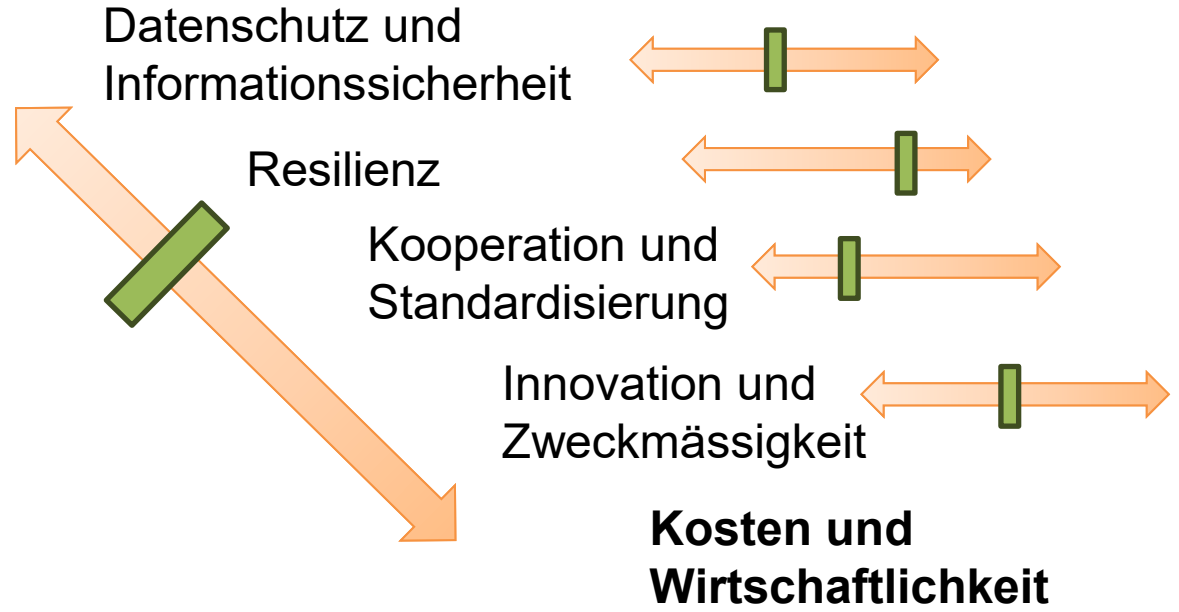 Datenschutz und
Informationssicherheit
Resilienz
Kooperation und
Standardisierung
Innovation und
Zweckmässigkeit
Kosten und
Wirtschaftlichkeit